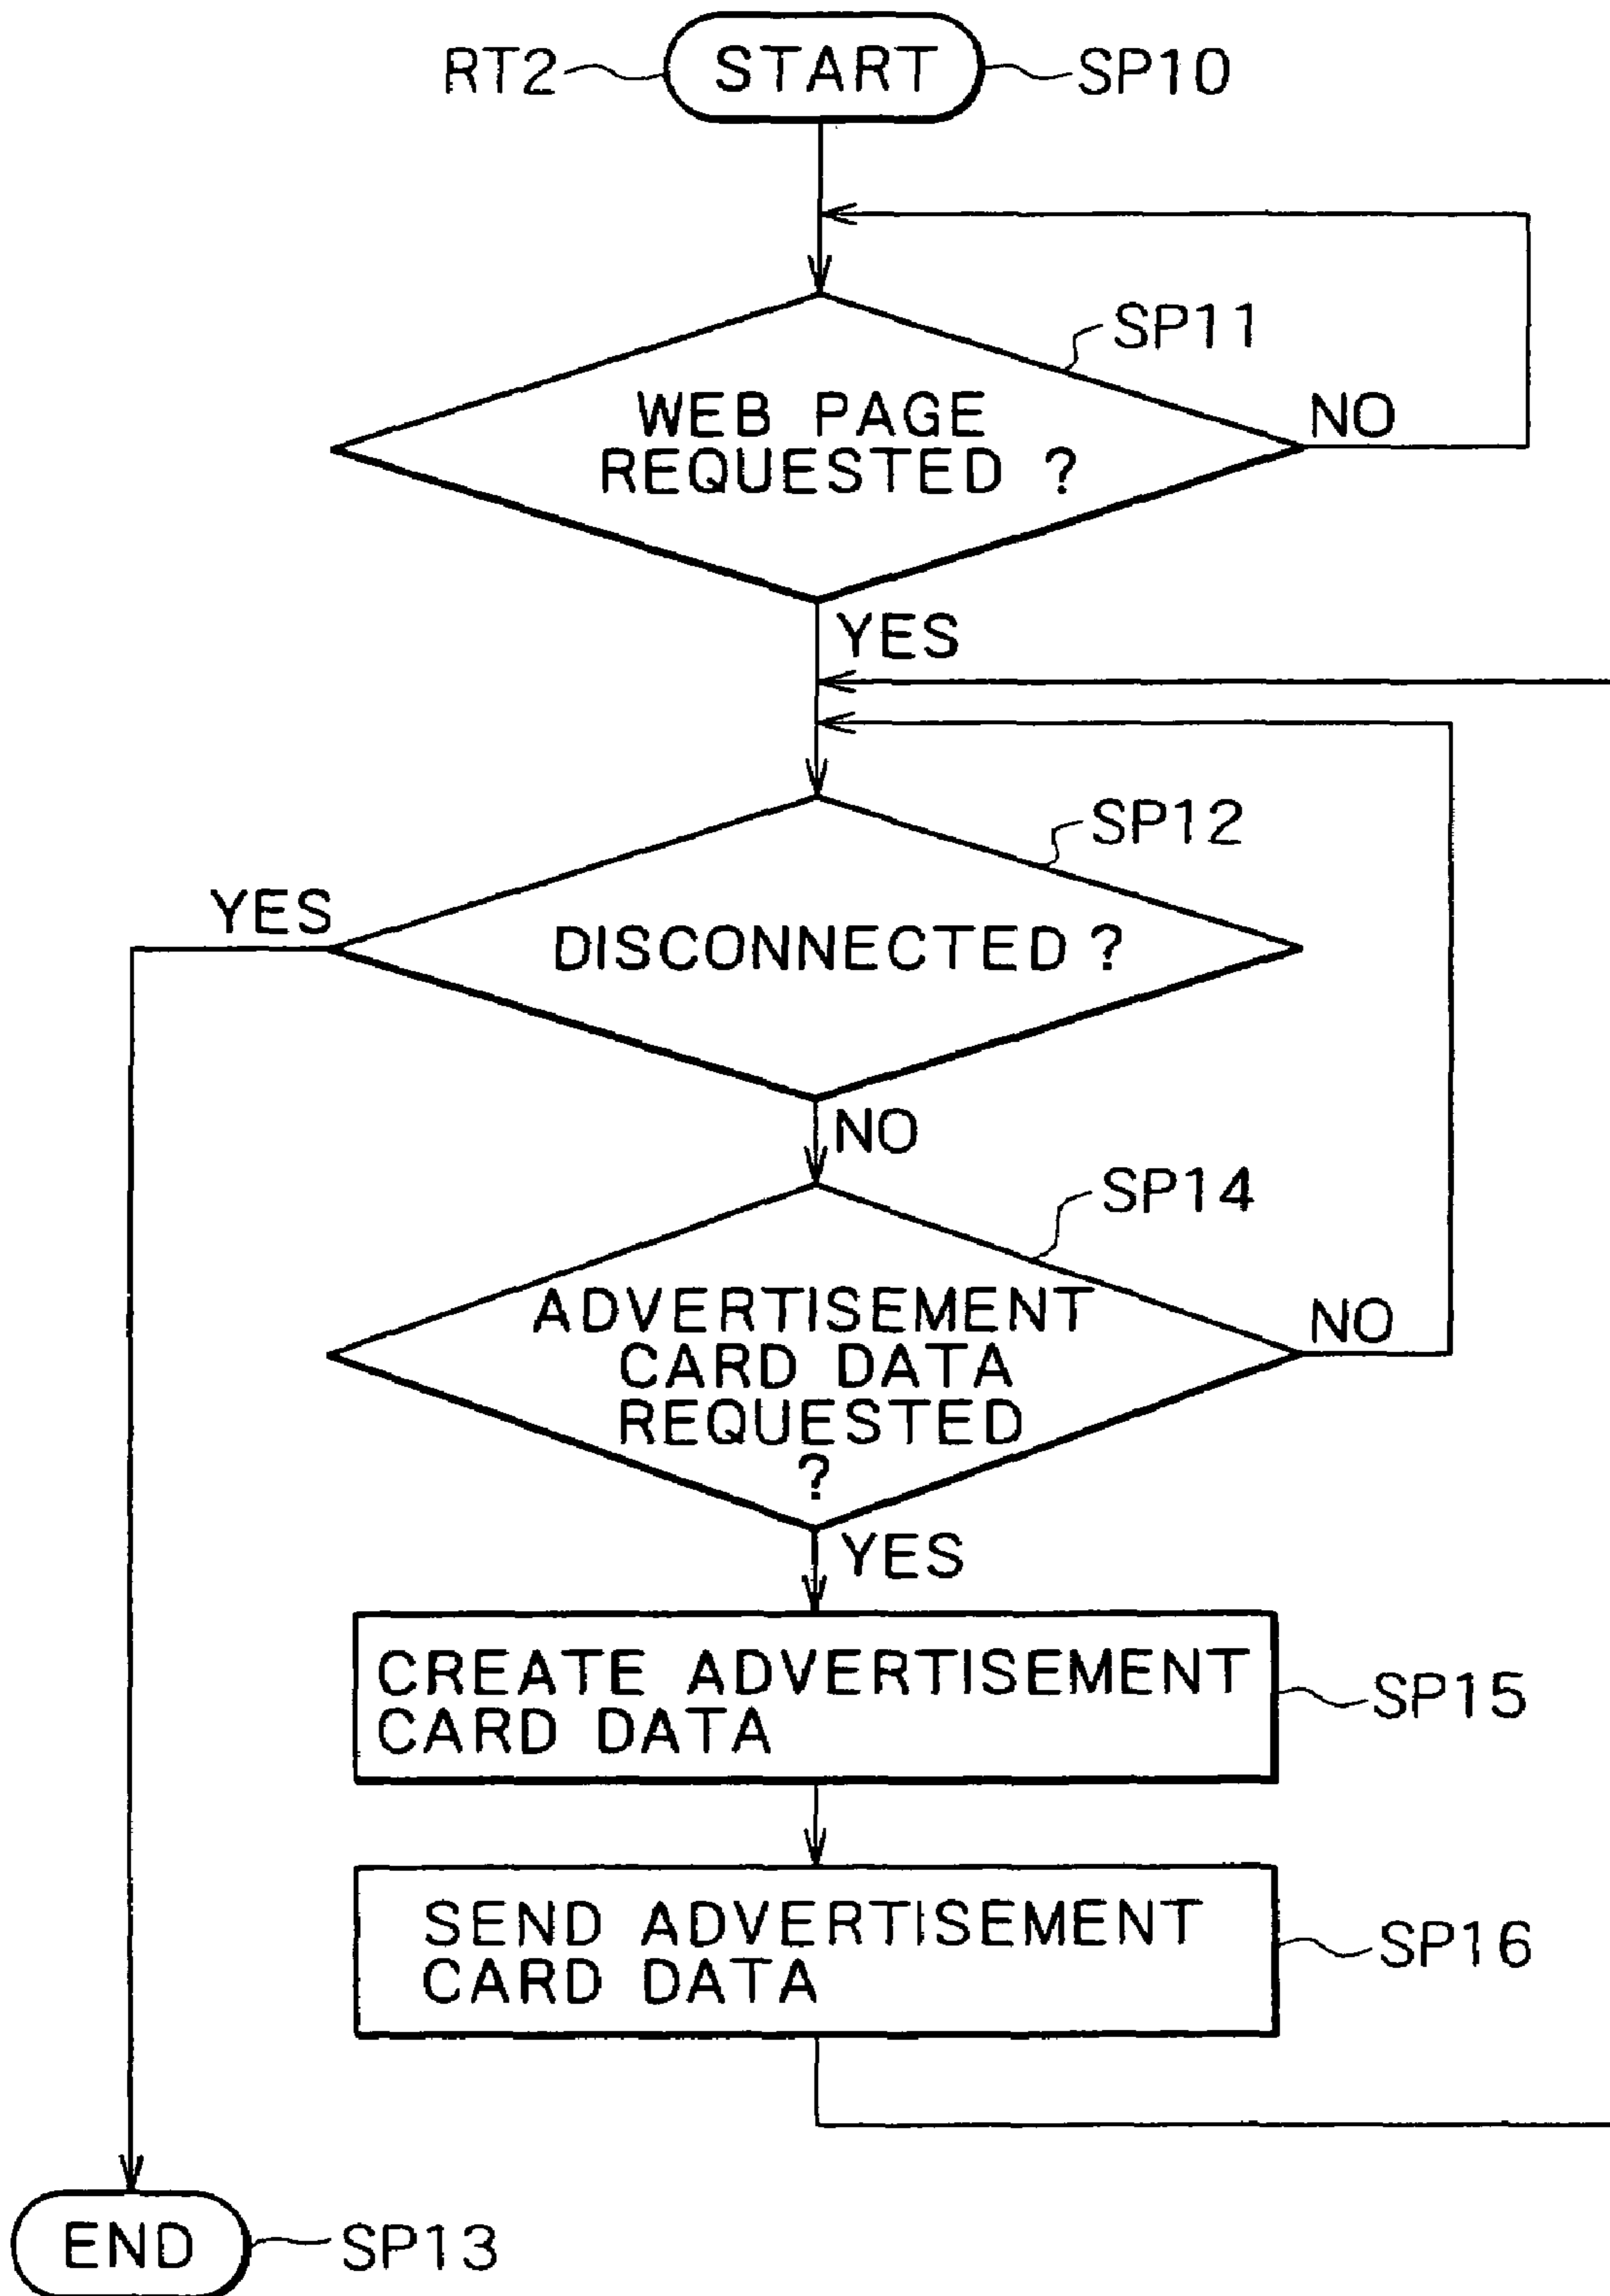 RT2 START SP10
SP11
WEB PAGE
REQUESTED ?
NO
YES
SP12
YES
DISCONNECTED ?
NO
SP14
ADVERTISEMENT
CARD DATA
REQUESTED
?
NO
YES
CREATE ADVERTISEMENT
CARD DATA
SP15
SEND ADVERTISEMENT
CARD DATA
SP16
END SP13